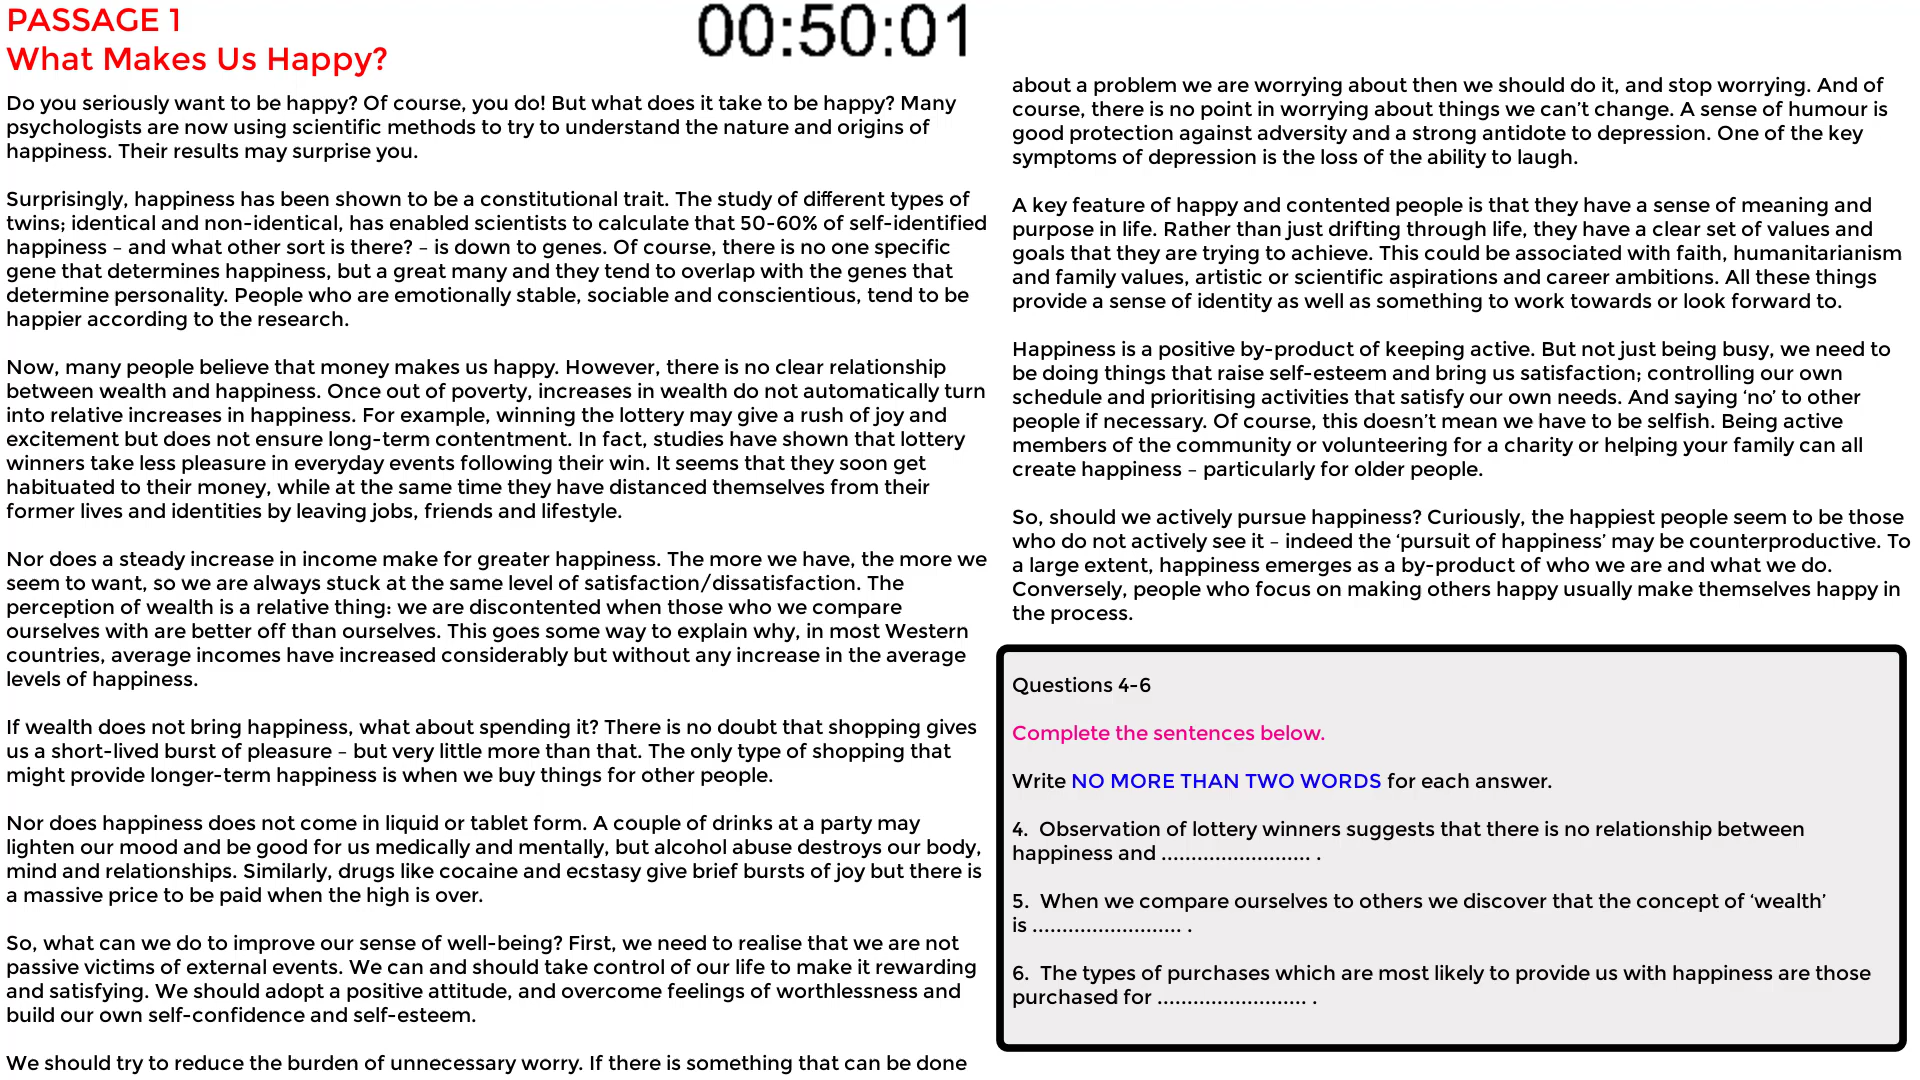 PASSAGE 1
What Makes Us Happy?
00:50:01
Do you seriously want to be happy? Of course, you do! But what does it take to be happy? Many
psychologists are now using scientific methods to try to understand the nature and origins of
happiness. Their results may surprise you.
Surprisingly, happiness has been shown to be a constitutional trait. The study of different types of
twins; identical and non-identical, has enabled scientists to calculate that 50-60% of self-identified
happiness – and what other sort is there? – is down to genes. Of course, there is no one specific
gene that determines happiness, but a great many and they tend to overlap with the genes that
determine personality. People who are emotionally stable, sociable and conscientious, tend to be
happier according to the research.
Now, many people believe that money makes us happy. However, there is no clear relationship
between wealth and happiness. Once out of poverty, increases in wealth do not automatically turn
into relative increases in happiness. For example, winning the lottery may give a rush of joy and
excitement but does not ensure long-term contentment. In fact, studies have shown that lottery
winners take less pleasure in everyday events following their win. It seems that they soon get
habituated to their money, while at the same time they have distanced themselves from their
former lives and identities by leaving jobs, friends and lifestyle.
Nor does a steady increase in income make for greater happiness. The more we have, the more we
seem to want, so we are always stuck at the same level of satisfaction/dissatisfaction. The
perception of wealth is a relative thing: we are discontented when those who we compare
ourselves with are better off than ourselves. This goes some way to explain why, in most Western
countries, average incomes have increased considerably but without any increase in the average
levels of happiness.
If wealth does not bring happiness, what about spending it? There is no doubt that shopping gives
us a short-lived burst of pleasure – but very little more than that. The only type of shopping that
might provide longer-term happiness is when we buy things for other people.
Nor does happiness does not come in liquid or tablet form. A couple of drinks at a party may
lighten our mood and be good for us medically and mentally, but alcohol abuse destroys our body,
mind and relationships. Similarly, drugs like cocaine and ecstasy give brief bursts of joy but there is
a massive price to be paid when the high is over.
So, what can we do to improve our sense of well-being? First, we need to realise that we are not
passive victims of external events. We can and should take control of our life to make it rewarding
and satisfying. We should adopt a positive attitude, and overcome feelings of worthlessness and
build our own self-confidence and self-esteem.
We should try to reduce the burden of unnecessary worry. If there is something that can be done
about a problem we are worrying about then we should do it, and stop worrying. And of
course, there is no point in worrying about things we can’t change. A sense of humour is
good protection against adversity and a strong antidote to depression. One of the key
symptoms of depression is the loss of the ability to laugh.
A key feature of happy and contented people is that they have a sense of meaning and
purpose in life. Rather than just drifting through life, they have a clear set of values and
goals that they are trying to achieve. This could be associated with faith, humanitarianism
and family values, artistic or scientific aspirations and career ambitions. All these things
provide a sense of identity as well as something to work towards or look forward to.
Happiness is a positive by-product of keeping active. But not just being busy, we need to
be doing things that raise self-esteem and bring us satisfaction; controlling our own
schedule and prioritising activities that satisfy our own needs. And saying ‘no’ to other
people if necessary. Of course, this doesn’t mean we have to be selfish. Being active
members of the community or volunteering for a charity or helping your family can all
create happiness – particularly for older people.
So, should we actively pursue happiness? Curiously, the happiest people seem to be those
who do not actively see it – indeed the ‘pursuit of happiness’ may be counterproductive. To
a large extent, happiness emerges as a by-product of who we are and what we do.
Conversely, people who focus on making others happy usually make themselves happy in
the process.
Questions 4-6
Complete the sentences below.
Write NO MORE THAN TWO WORDS for each answer.
4. Observation of lottery winners suggests that there is no relationship between
happiness and ......................... .
5. When we compare ourselves to others we discover that the concept of ‘wealth’
is ......................... .
6. The types of purchases which are most likely to provide us with happiness are those
purchased for ......................... .